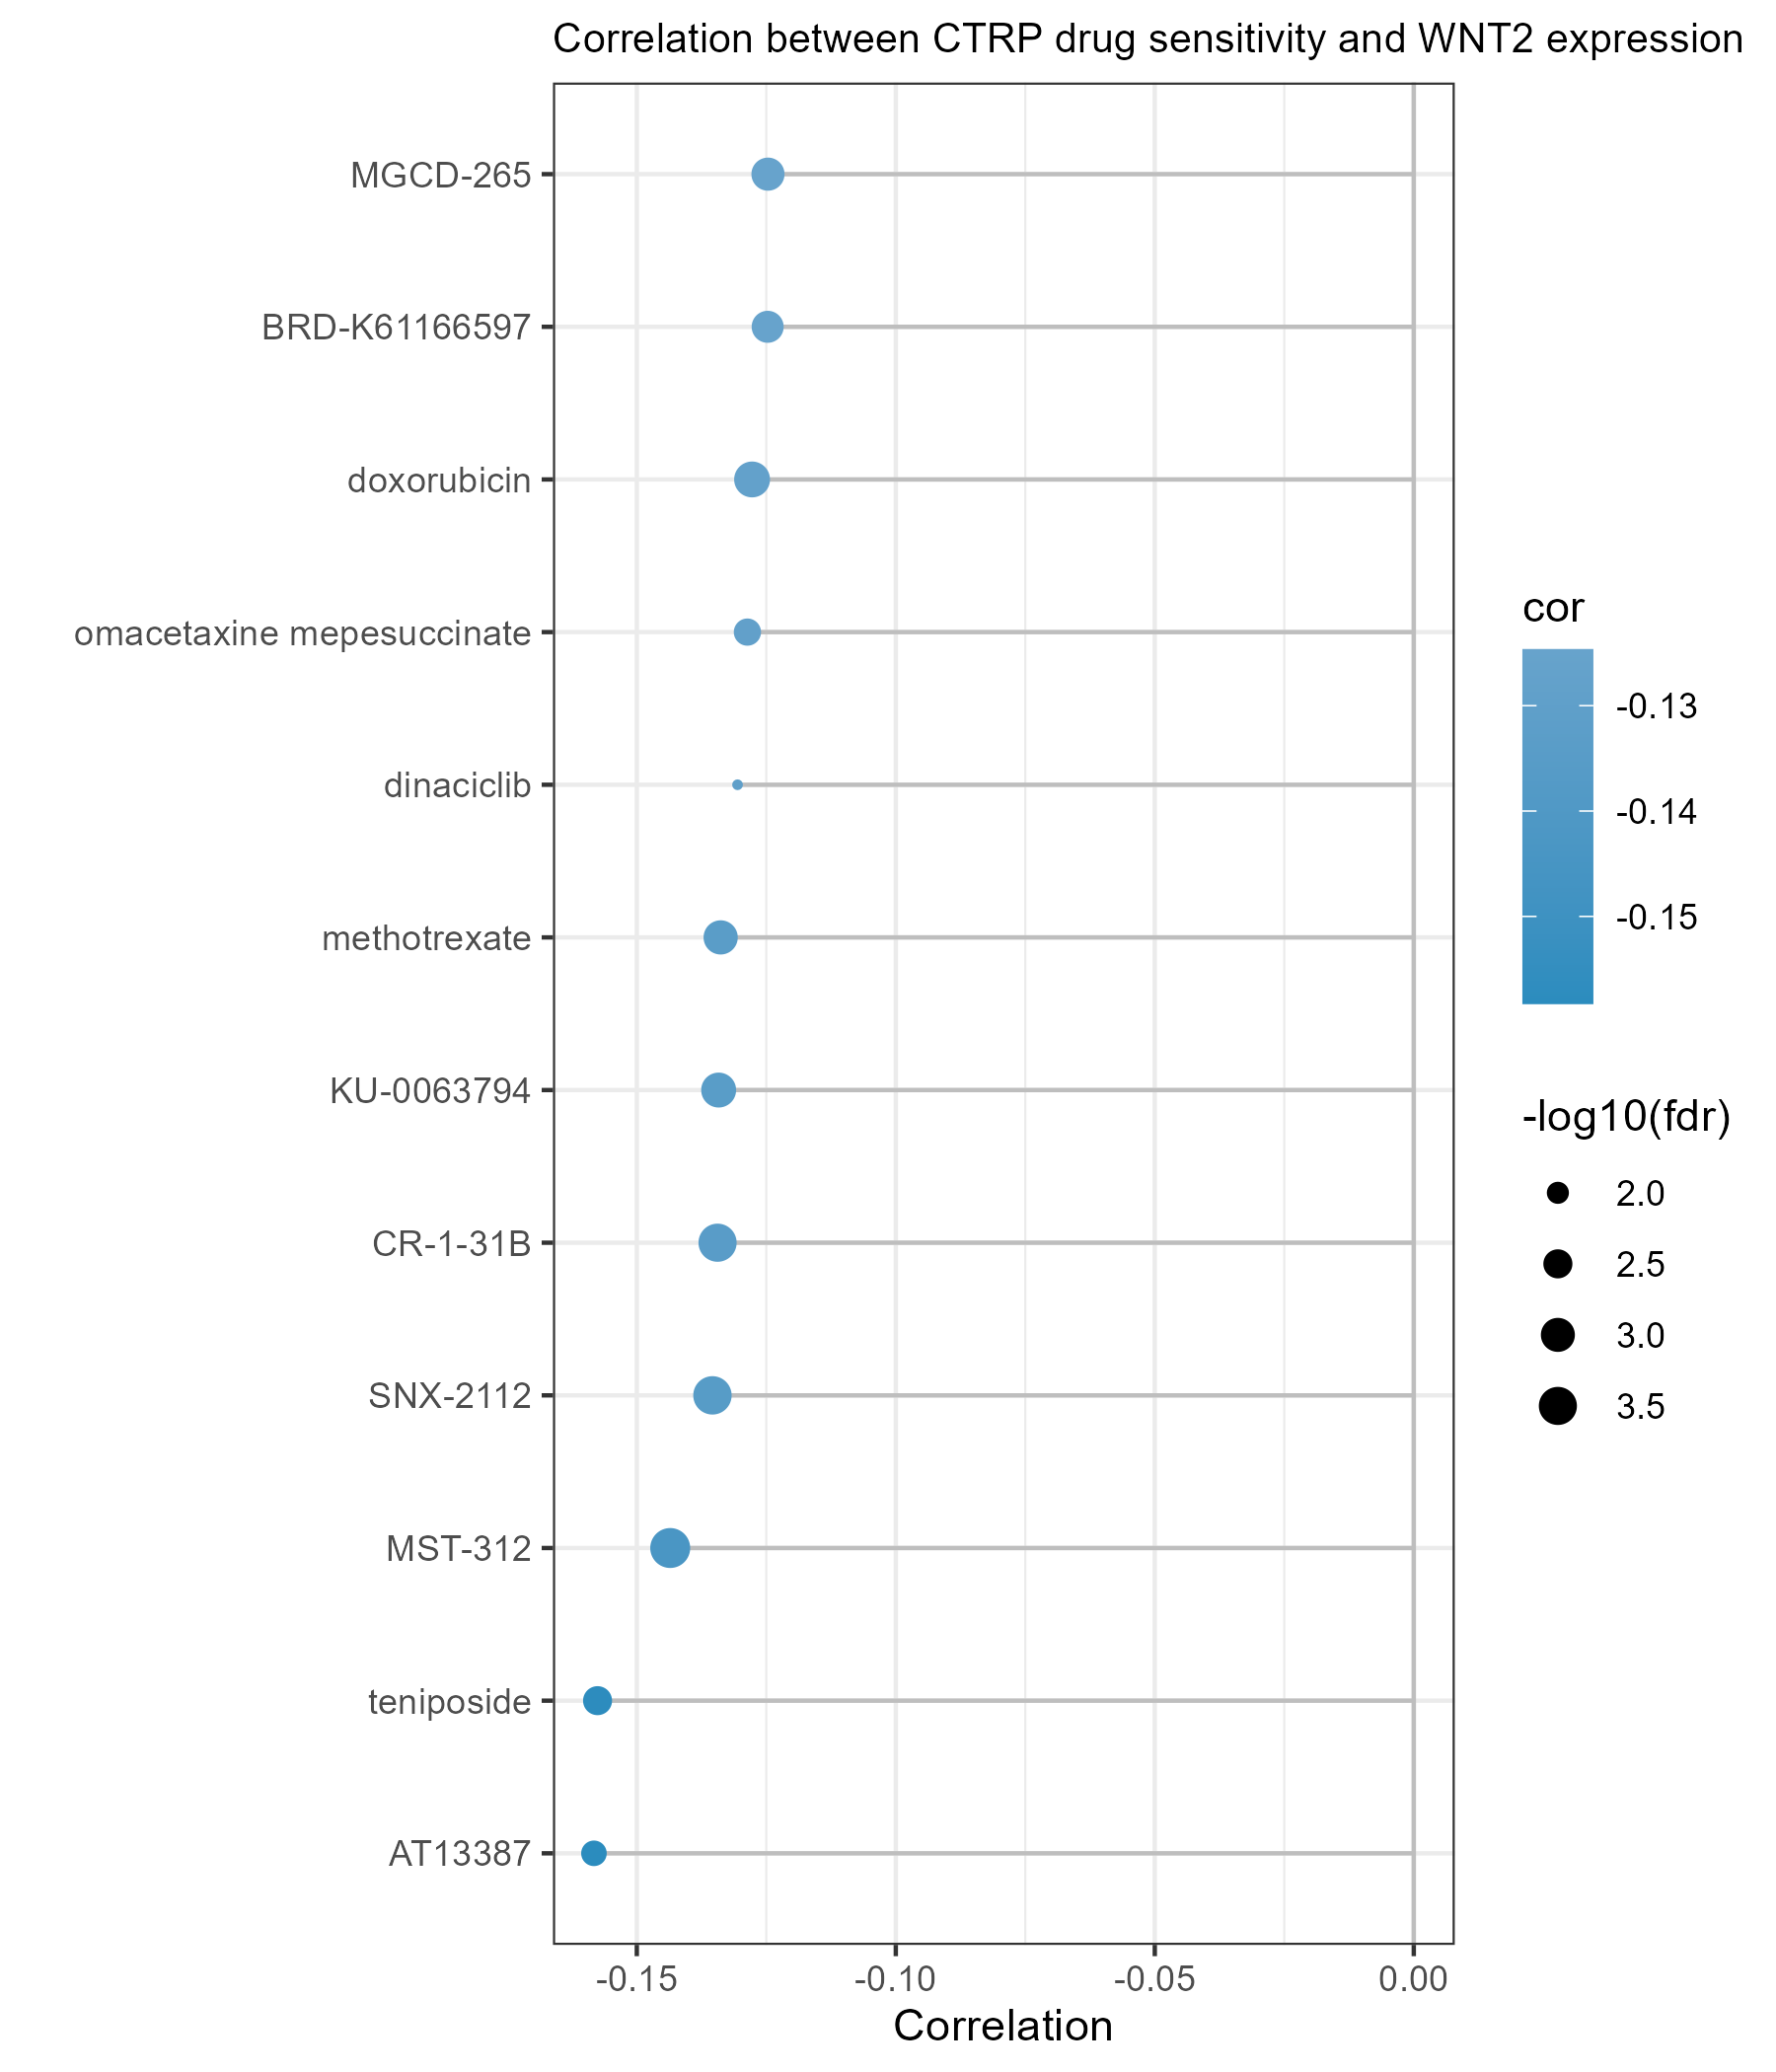 Correlation between CTRP drug sensitivity and WNT2 expression
MGCD-265
BRD-K61166597
doxorubicin
omacetaxine mepesuccinate
dinaciclib
methotrexate
KU-0063794
CR-1-31B
SNX-2112
MST-312
teniposide
AT13387
-0.15 -0.10 -0.05 0.00
Correlation
cor
-0.13
-0.14
-0.15
-log10(fdr)
2.0
2.5
3.0
3.5